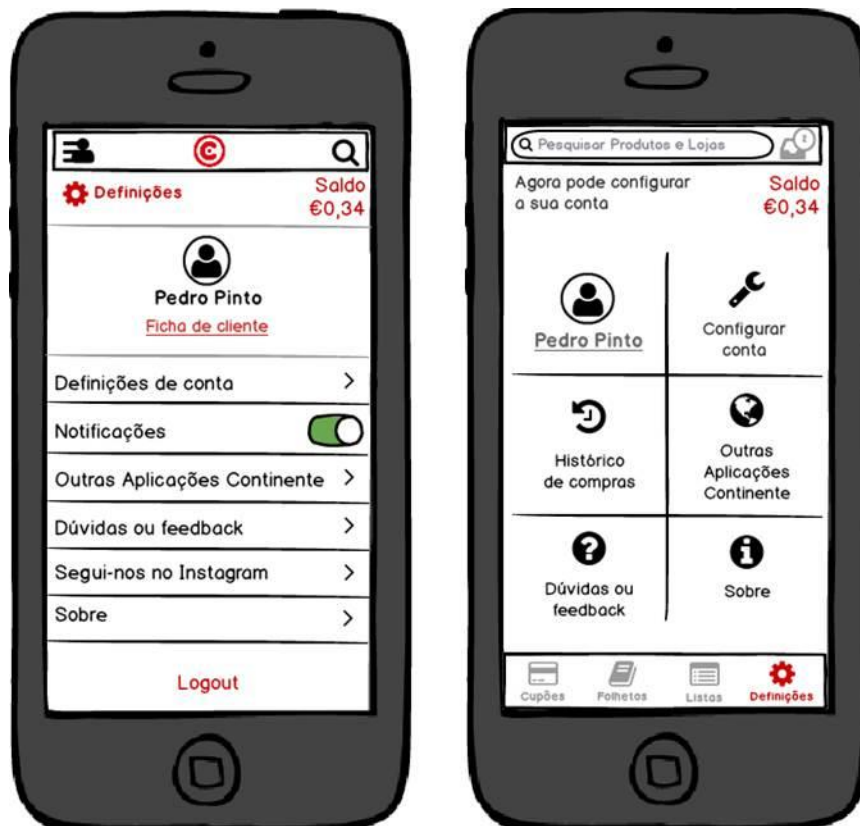 Definições
Saldo
€0,34
Pedro Pinto
Ficha de cliente
Definições de conta
Notificações
Outras Aplicações Continente
Dúvidas ou feedback
Segui-nos no Instagram
Sobre
Logout
Pesquisar Produtos e Lojas
Agora pode configurar
a sua conta
Saldo
€0,34
Pedro Pinto
Configurar
conta
Histórico
de compras
Outras
Aplicações
Continente
Dúvidas ou
feedback
Sobre
Cupões
Folhetos
Listas
Definições